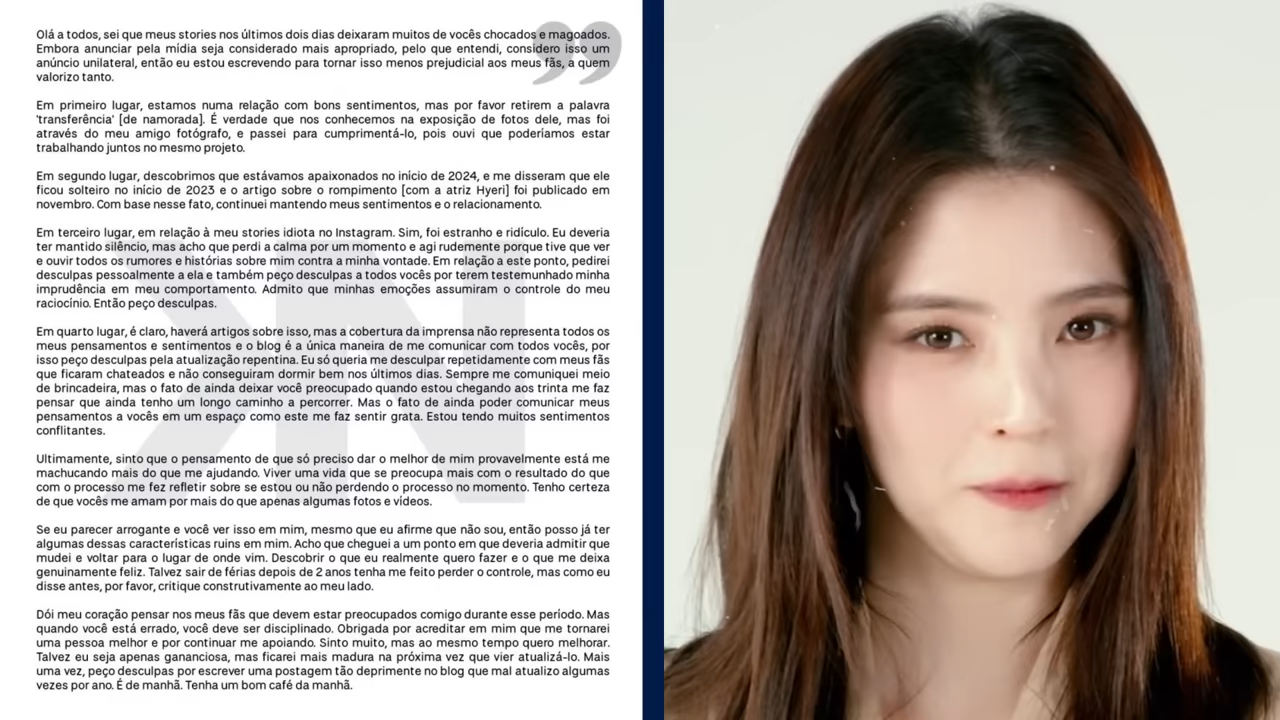 Olá a todos, sei que meus stories nos últimos dois dias deixaram muitos de vocês chocados e magoados.
Embora anunciar pela mídia seja considerado mais apropriado, pelo que entendi, considero isso um
anúncio unilateral, então eu estou escrevendo para tornar isso menos prejudicial aos meus fãs, a quem
valorizo tanto.
Em primeiro lugar, estamos numa relação com bons sentimentos, mas por favor retirem a palavra
'transferência' [de namorada]. É verdade que nos conhecemos na exposição de fotos dele, mas foi
através do meu amigo fotógrafo, e passei para cumprimentá-lo, pois ouvi que poderíamos estar
trabalhando juntos no mesmo projeto.
Em segundo lugar, descobrimos que estávamos apaixonados no início de 2024, e me disseram que ele
ficou solteiro no início de 2023 e o artigo sobre o rompimento [com a atriz Hyeri] foi publicado em
novembro. Com base nesse fato, continuei mantendo meus sentimentos e o relacionamento.
Em terceiro lugar, em relação à meu stories idiota no Instagram. Sim, foi estranho e ridículo. Eu deveria
ter mantido silêncio, mas acho que perdi a calma por um momento e agi rudemente porque tive que ver
e ouvir todos os rumores e histórias sobre mim contra a minha vontade. Em relação a este ponto, pedirei
desculpas pessoalmente a ela e também peço desculpas a todos vocês por terem testemunhado minha
imprudência em meu comportamento. Admito que minhas emoções assumiram o controle do meu
raciocínio. Então peço desculpas.
Em quarto lugar, é claro, haverá artigos sobre isso, mas a cobertura da imprensa não representa todos os
meus pensamentos e sentimentos e o blog é a única maneira de me comunicar com todos vocês, por
isso peço desculpas pela atualização repentina. Eu só queria me desculpar repetidamente com meus fãs
que ficaram chateados e não conseguiram dormir bem nos últimos dias. Sempre me comuniquei meio
de brincadeira, mas o fato de ainda deixar você preocupado quando estou chegando aos trinta me faz
pensar que ainda tenho um longo caminho a percorrer. Mas o fato de ainda poder comunicar meus
pensamentos a vocês em um espaço como este me faz sentir grata. Estou tendo muitos sentimentos
conflitantes.
Ultimamente, sinto que o pensamento de que só preciso dar o melhor de mim provavelmente está me
machucando mais do que me ajudando. Viver uma vida que se preocupa mais com o resultado do que
com o processo me fez refletir sobre se estou ou não perdendo o processo no momento. Tenho certeza
de que vocês me amam por mais do que apenas algumas fotos e vídeos.
Se eu parecer arrogante e você ver isso em mim, mesmo que eu afirme que não sou, então posso já ter
algumas dessas características ruins em mim. Acho que cheguei a um ponto em que deveria admitir que
mudei e voltar para o lugar de onde vim. Descobrir o que eu realmente quero fazer e o que me deixa
genuinamente feliz. Talvez sair de férias depois de 2 anos tenha me feito perder o controle, mas como eu
disse antes, por favor, critique construtivamente ao meu lado.
Dói meu coração pensar nos meus fãs que devem estar preocupados comigo durante esse período. Mas
quando você está errado, você deve ser disciplinado. Obrigada por acreditar em mim que me tornarei
uma pessoa melhor e por continuar me apoiando. Sinto muito, mas ao mesmo tempo quero melhorar.
Talvez eu seja apenas gananciosa, mas ficarei mais madura na próxima vez que vier atualizá-lo. Mais
uma vez, peço desculpas por escrever uma postagem tão deprimente no blog que mal atualizo algumas
vezes por ano. É de manhã. Tenha um bom café da manhã.